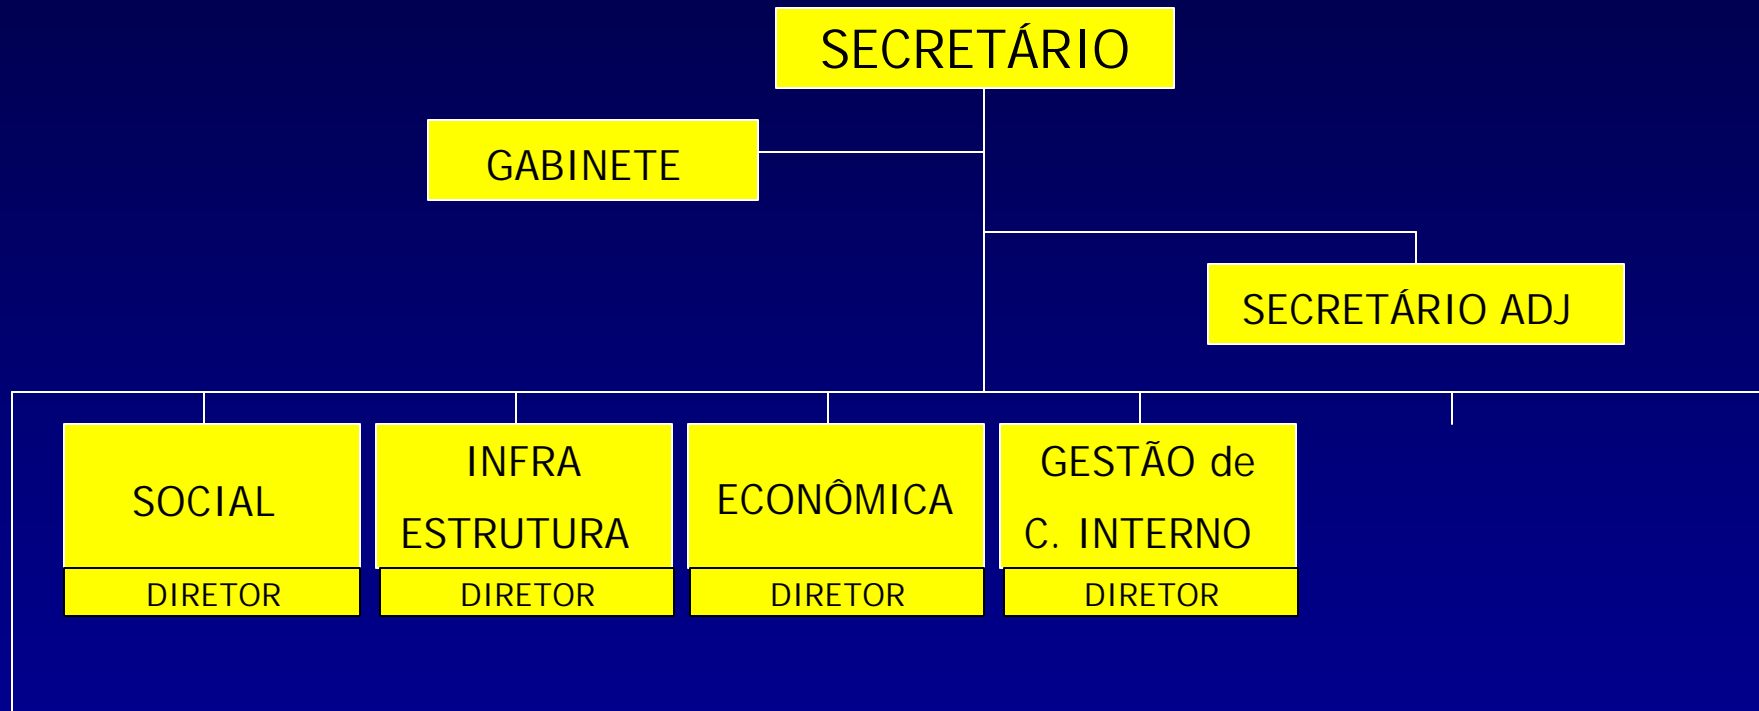 SECRETÁRIO
GABINETE
SECRETÁRIO ADJ
SOCIAL
DIRETOR
INFRA
ESTRUTURA
DIRETOR
ECONÔMICA
DIRETOR
GESTÃO de
C. INTERNO
DIRETOR